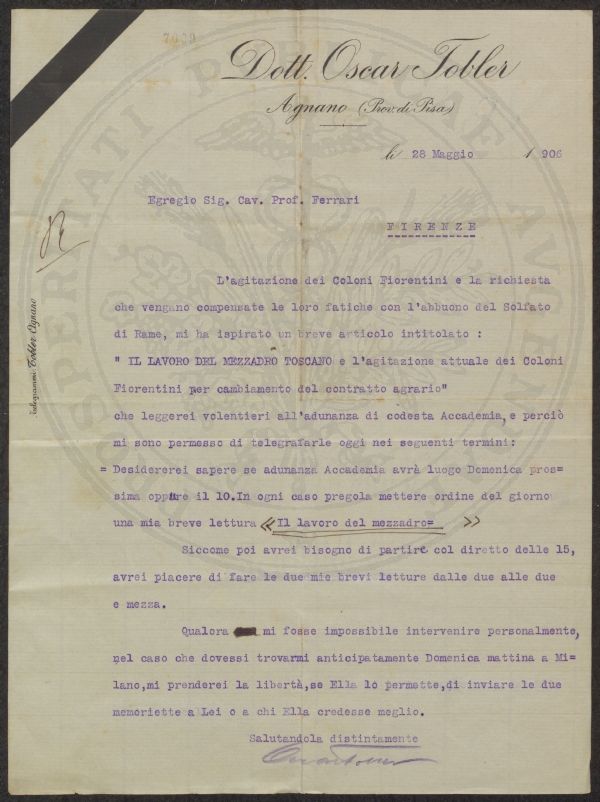 Dott. Oscar Tobler
Agnano (Prov. di Pisa)
li 28 Maggio 1906
Egregio Sig. Cav. Prof. Ferrari
FIRENZE
R
telegrammi: Tobler Agnano
L'agitazione dei Coloni Fiorentini e la richiesta
che vengano compensate le loro fatiche con l'abbuono del Solfato
di Rame, mi ha ispirato un breve articolo intitolato :
" IL LAVORO DEL MEZZADRO TOSCANO e l'agitazione attuale dei Coloni
Fiorentini per cambiamento del contratto agrario"
che leggerei volentieri all'adunanza di codesta Accademia, e perciò
mi sono permesso di telegrafarle oggi nei seguenti termini:
= Desidererei sapere se adunanza Accademia avrà luogo Domenica pros=
sima oppure il 10.In ogni caso pregola mettere ordine del giorno
una mia breve lettura « Il lavoro del mezzadro= »
Siccome poi avrei bisogno di partire col diretto delle 15,
avrei piacere di fare le due mie brevi letture dalle due alle due
e mezza.
Qualora mi fosse impossibile intervenire personalmente,
nel caso che dovessi trovarmi anticipatamente Domenica mattina a Mi=
lano,mi prenderei la libertà,se Ella lo permette,di inviare le due
memoriette a Lei o a chi Ella credesse meglio.
Salutandola distintamente
Oscar Tobler